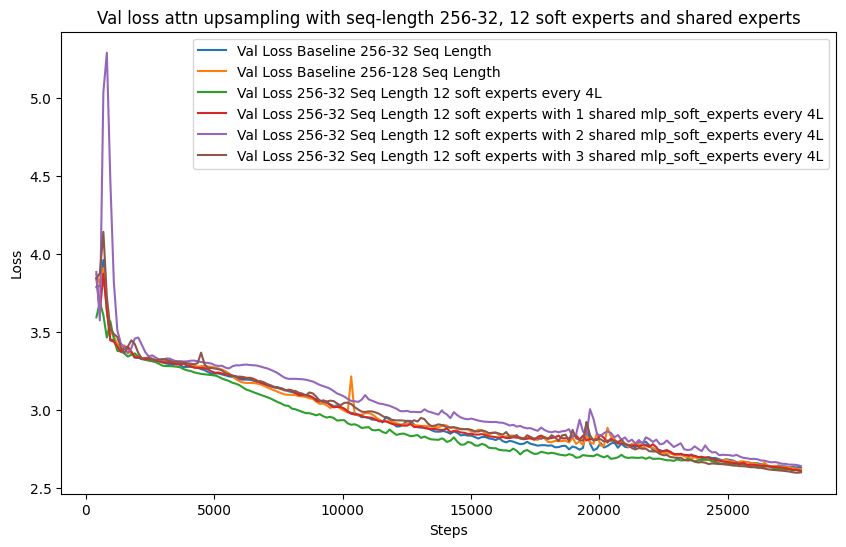 Val loss attn upsampling with seq-length 256-32, 12 soft experts and shared experts
Val Loss Baseline 256-32 Seq Length
Val Loss Baseline 256-128 Seq Length
Val Loss 256-32 Seq Length 12 soft experts every 4L
Val Loss 256-32 Seq Length 12 soft experts with 1 shared mlp_soft_experts every 4L
Val Loss 256-32 Seq Length 12 soft experts with 2 shared mlp_soft_experts every 4L
Val Loss 256-32 Seq Length 12 soft experts with 3 shared mlp_soft_experts every 4L
Loss
5.0
4.5
4.0
3.5
3.0
2.5
0
5000
10000
15000
20000
25000
Steps